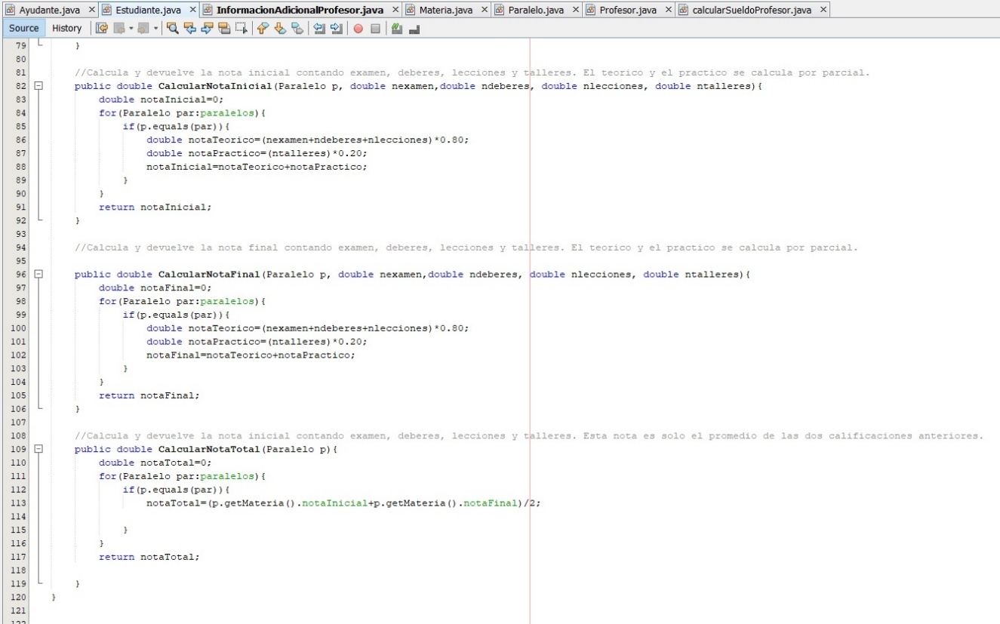 Ayudante.java × Estudiante.java × InformacionAdicionalProfesor.java × Materia.java × Paralelo.java × Profesor.java × calcularSueldoProfesor.java ×
Source History
79 }
80
81 //Calcula y devuelve la nota inicial contando examen, deberes, lecciones y talleres. El teorico y el practico se calcula por parcial.
82 public double CalcularNotaInicial(Paralelo p, double nexamen,double ndeberes, double nlecciones, double ntalleres){
83 double notaInicial=0;
84 for(Paralelo par:paralelos){
85 if(p.equals(par)){
86 double notaTeorico=(nexamen+ndeberes+nlecciones)*0.80;
87 double notaPractico=(ntalleres)*0.20;
88 notaInicial=notaTeorico+notaPractico;
89 }
90 }
91 return notaInicial;
92 }
93
94 //Calcula y devuelve la nota final contando examen, deberes, lecciones y talleres. El teorico y el practico se calcula por parcial.
95
96 public double CalcularNotaFinal(Paralelo p, double nexamen,double ndeberes, double nlecciones, double ntalleres){
97 double notaFinal=0;
98 for(Paralelo par:paralelos){
99 if(p.equals(par)){
100 double notaTeorico=(nexamen+ndeberes+nlecciones)*0.80;
101 double notaPractico=(ntalleres)*0.20;
102 notaFinal=notaTeorico+notaPractico;
103 }
104 }
105 return notaFinal;
106 }
107
108 //Calcula y devuelve la nota inicial contando examen, deberes, lecciones y talleres. Esta nota es solo el promedio de las dos calificaciones anteriores.
109 public double CalcularNotaTotal(Paralelo p){
110 double notaTotal=0;
111 for(Paralelo par:paralelos){
112 if(p.equals(par)){
113 notaTotal=(p.getMateria().notaInicial+p.getMateria().notaFinal)/2;
114
115 }
116 }
117 return notaTotal;
118
119 }
120 }
121
122